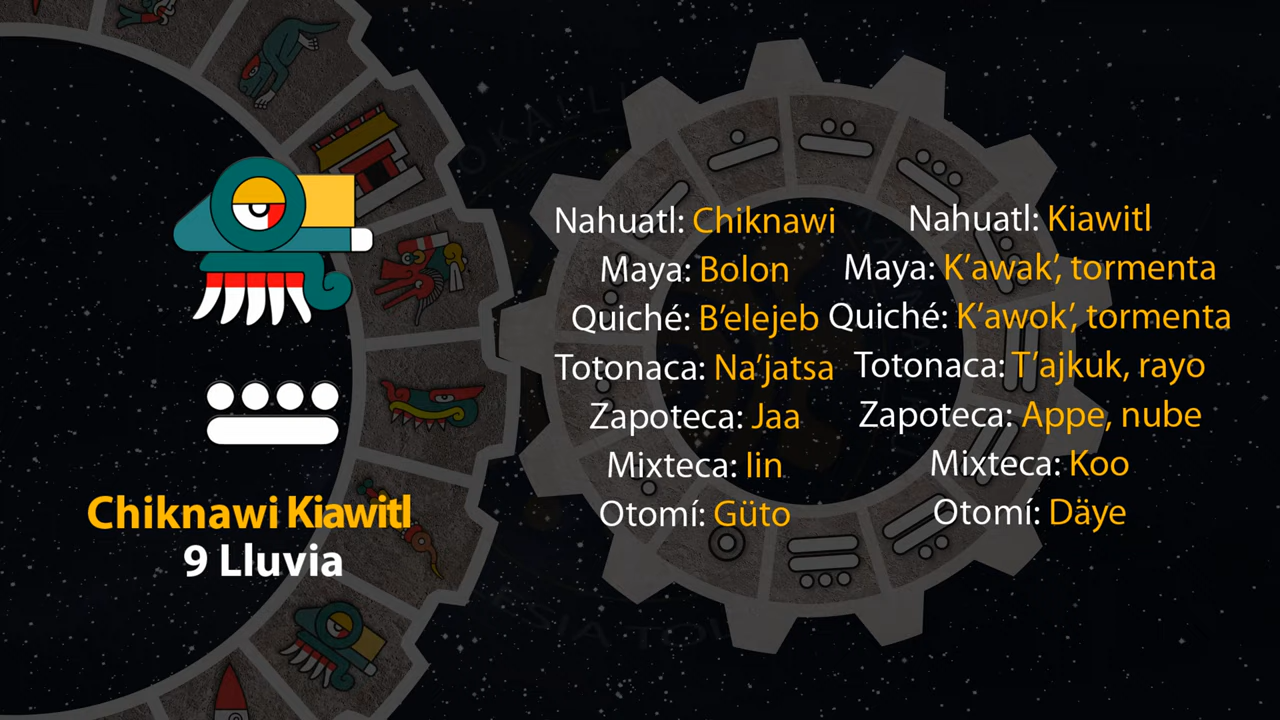 Nahuatl: Chiknawi
Maya: Bolon
Quiché: B'elejeb
Totonaca: Na'jatsa
Zapoteca: Jaa
Mixteca: Iin
Otomí: Güto
Nahuatl: Kiawitl
Maya: K'awak', tormenta
Quiché: K'awok', tormenta
Totonaca: T'ajkuk, rayo
Zapoteca: Appe, nube
Mixteca: Koo
Otomí: Däye
Chiknawi Kiawitl
9 Lluvia